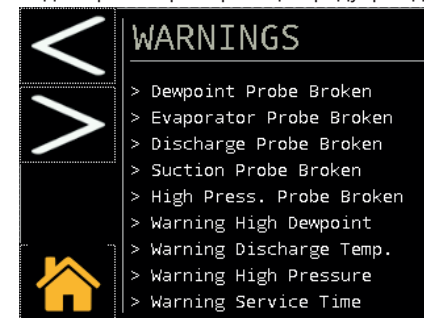 WARNINGS
> Dewpoint Probe Broken
> Evaporator Probe Broken
> Discharge Probe Broken
> Suction Probe Broken
> High Press. Probe Broken
> Warning High Dewpoint
> Warning Discharge Temp.
> Warning High Pressure
> Warning Service Time